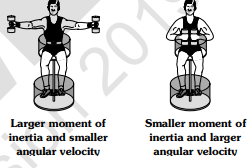 Larger moment of
inertia and smaller
angular velocity
Smaller moment of
inertia and larger
angular velocity